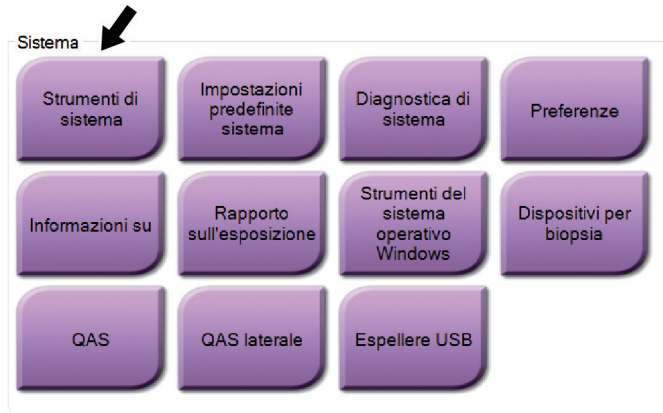 Sistema
Strumenti di
sistema
Impostazioni
predefinite
sistema
Diagnostica di
sistema
Preferenze
Informazioni su
Rapporto
sull'esposizione
Strumenti del
sistema
operativo
Windows
Dispositivi per
biopsia
QAS
QAS laterale
Espellere USB